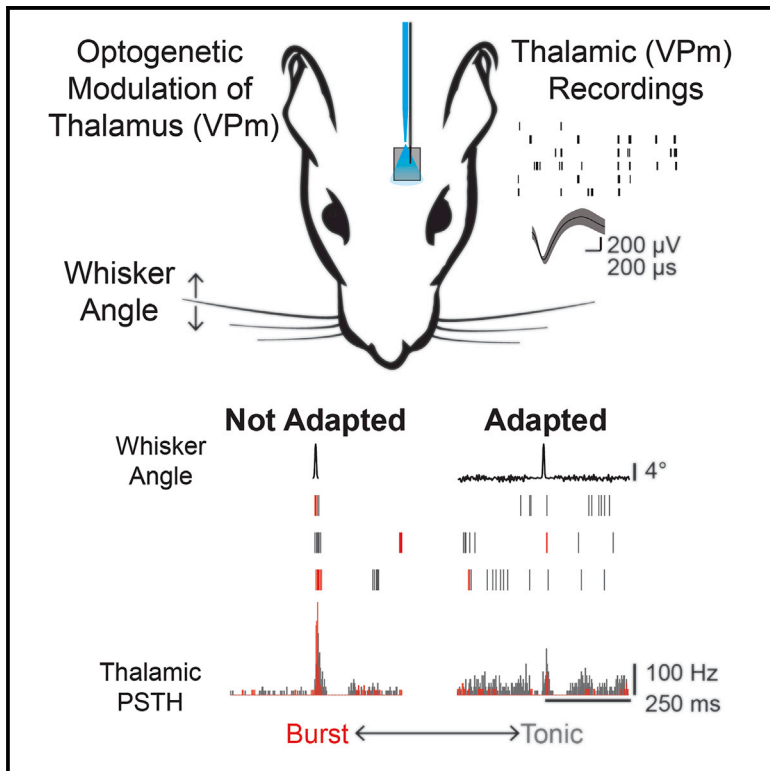 Optogenetic
Modulation of
Thalamus (VPm)
Thalamic (VPm)
Recordings
200 µV
200 µs
Whisker
Angle
Not Adapted
Adapted
Whisker
Angle
4°
Thalamic
PSTH
100 Hz
250 ms
Burst
Tonic